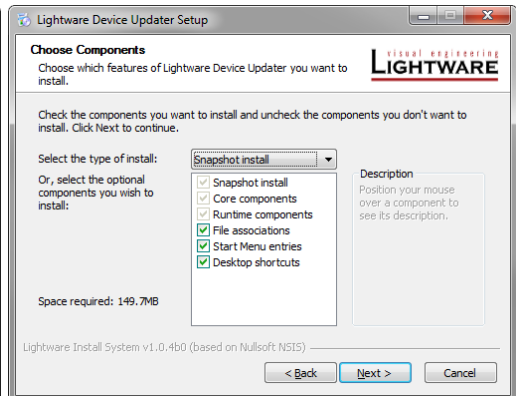 Lightware Device Updater Setup
Choose Components
Choose which features of Lightware Device Updater you want to
install.
visual engineering
LIGHTWARE
Check the components you want to install and uncheck the components you don't want to
install. Click Next to continue.
Select the type of install:
Snapshot install
Or, select the optional
components you wish to
install:
Snapshot install
Core components
Runtime components
File associations
Start Menu entries
Desktop shortcuts
Description
Position your mouse
over a component to
see its description.
Space required: 149.7MB
Lightware Install System v1.0.4b0 (based on Nullsoft NSIS)
< Back
Next >
Cancel